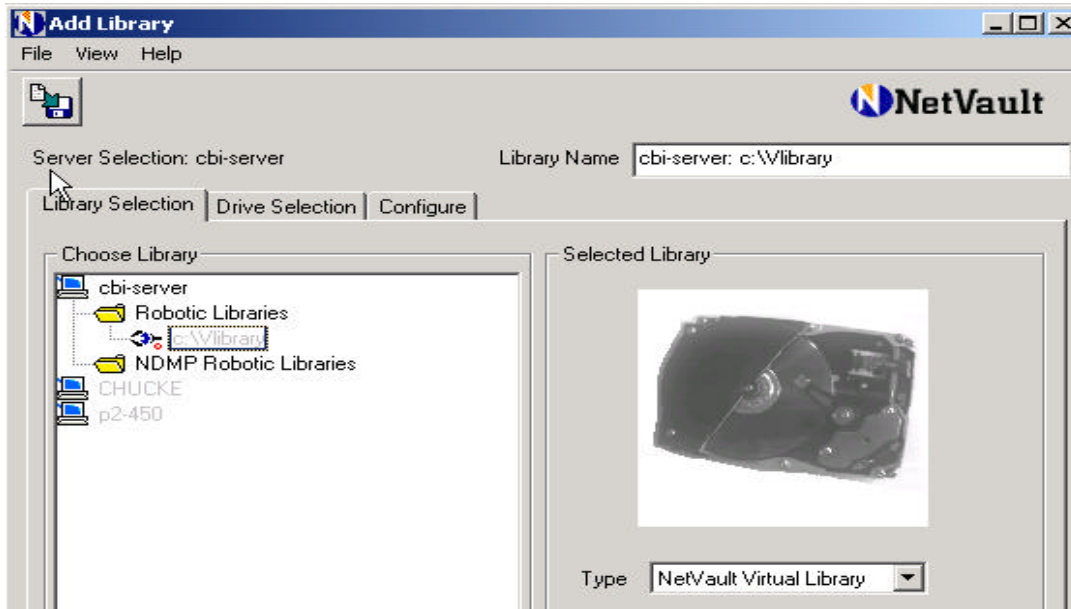 Add Library
File View Help
NetVault
Server Selection: cbi-server
Library Name cbi-server: c:\Vlibrary
Library Selection Drive Selection Configure
Choose Library
Selected Library
cbi-server
Robotic Libraries
c:\Vlibrary
NDMP Robotic Libraries
CHUCKE
p2-450
Type NetVault Virtual Library